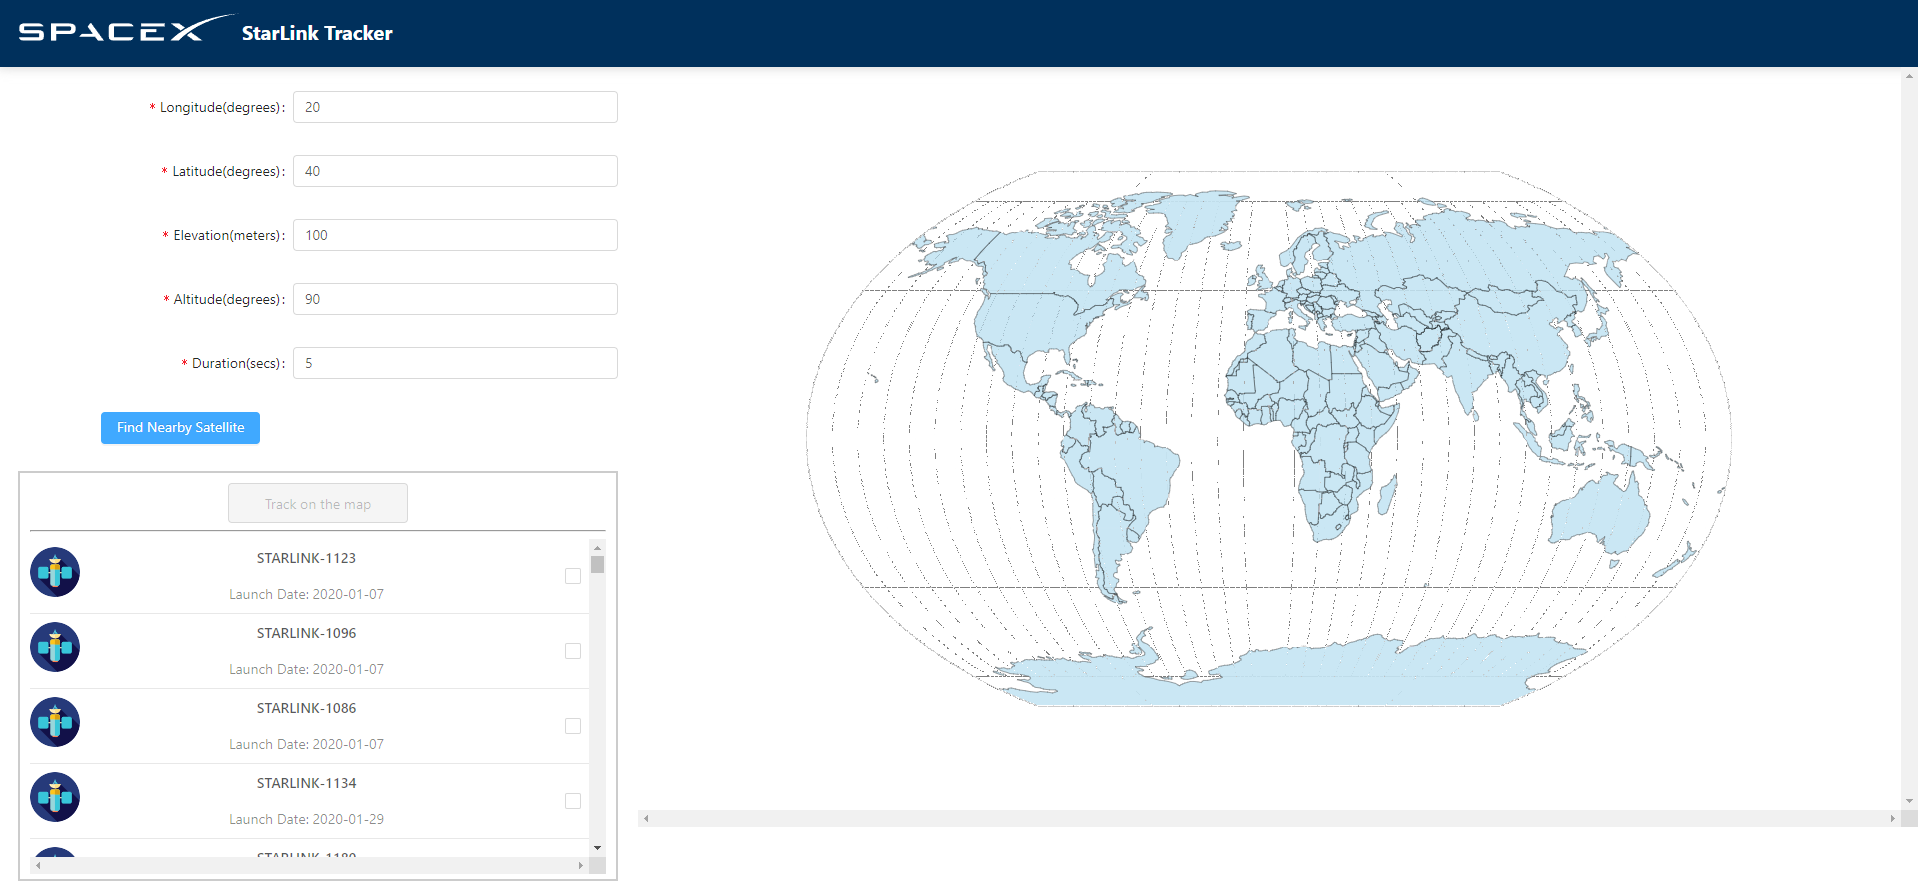 SPACEX StarLink Tracker
* Longitude(degrees): 20
* Latitude(degrees): 40
* Elevation(meters): 100
* Altitude(degrees): 90
* Duration(secs): 5
Find Nearby Satellite
Track on the map
STARLINK-1123
Launch Date: 2020-01-07
STARLINK-1096
Launch Date: 2020-01-07
STARLINK-1086
Launch Date: 2020-01-07
STARLINK-1134
Launch Date: 2020-01-29
STARLINK-1180